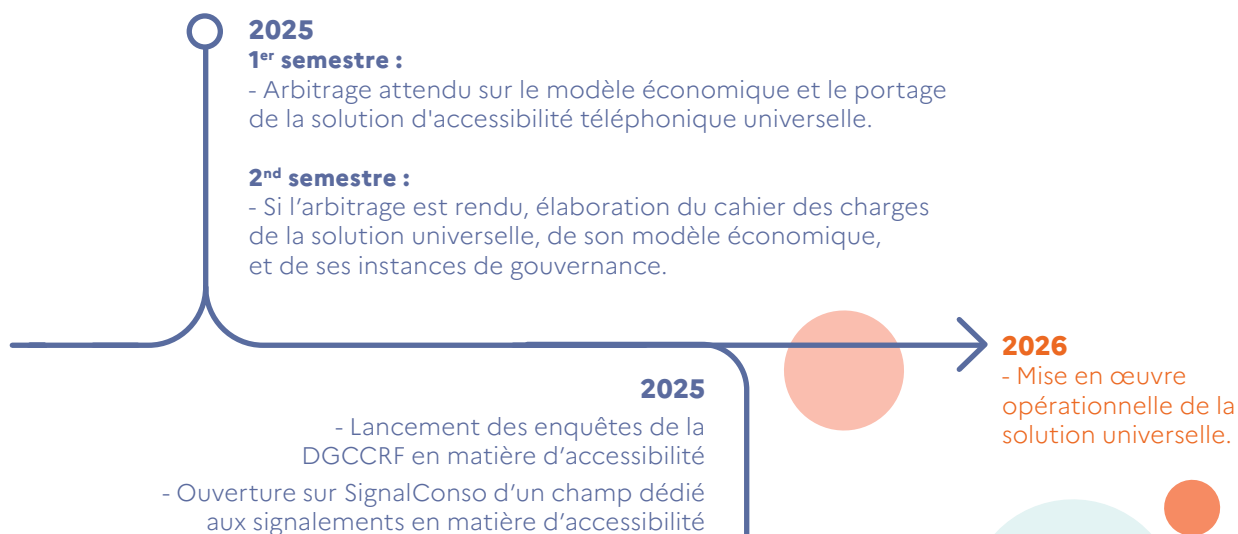 2025
1er semestre :
- Arbitrage attendu sur le modèle économique et le portage
de la solution d'accessibilité téléphonique universelle.
2nd semestre :
- Si l’arbitrage est rendu, élaboration du cahier des charges
de la solution universelle, de son modèle économique,
et de ses instances de gouvernance.
2026
- Mise en œuvre
opérationnelle de la
solution universelle.
2025
- Lancement des enquêtes de la
DGCCRF en matière d’accessibilité
- Ouverture sur SignalConso d’un champ dédié
aux signalements en matière d’accessibilité